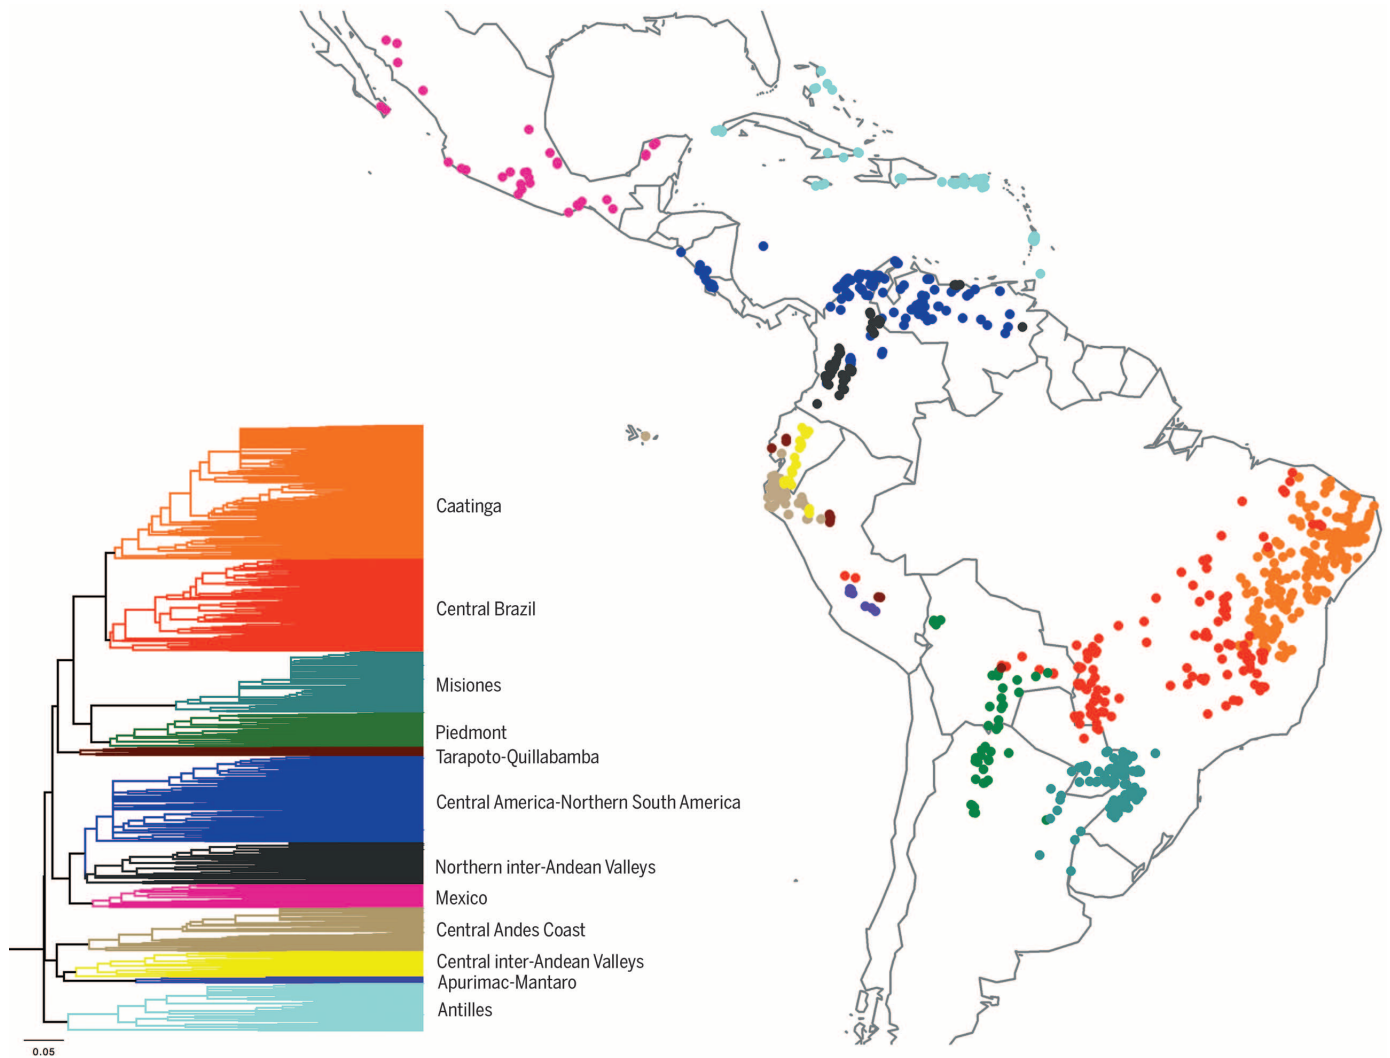 Caatinga
Central Brazil
Misiones
Piedmont
Tarapoto-Quillabamba
Central America-Northern South America
Northern inter-Andean Valleys
Mexico
Central Andes Coast
Central inter-Andean Valleys
Apurimac-Mantaro
Antilles
0.05